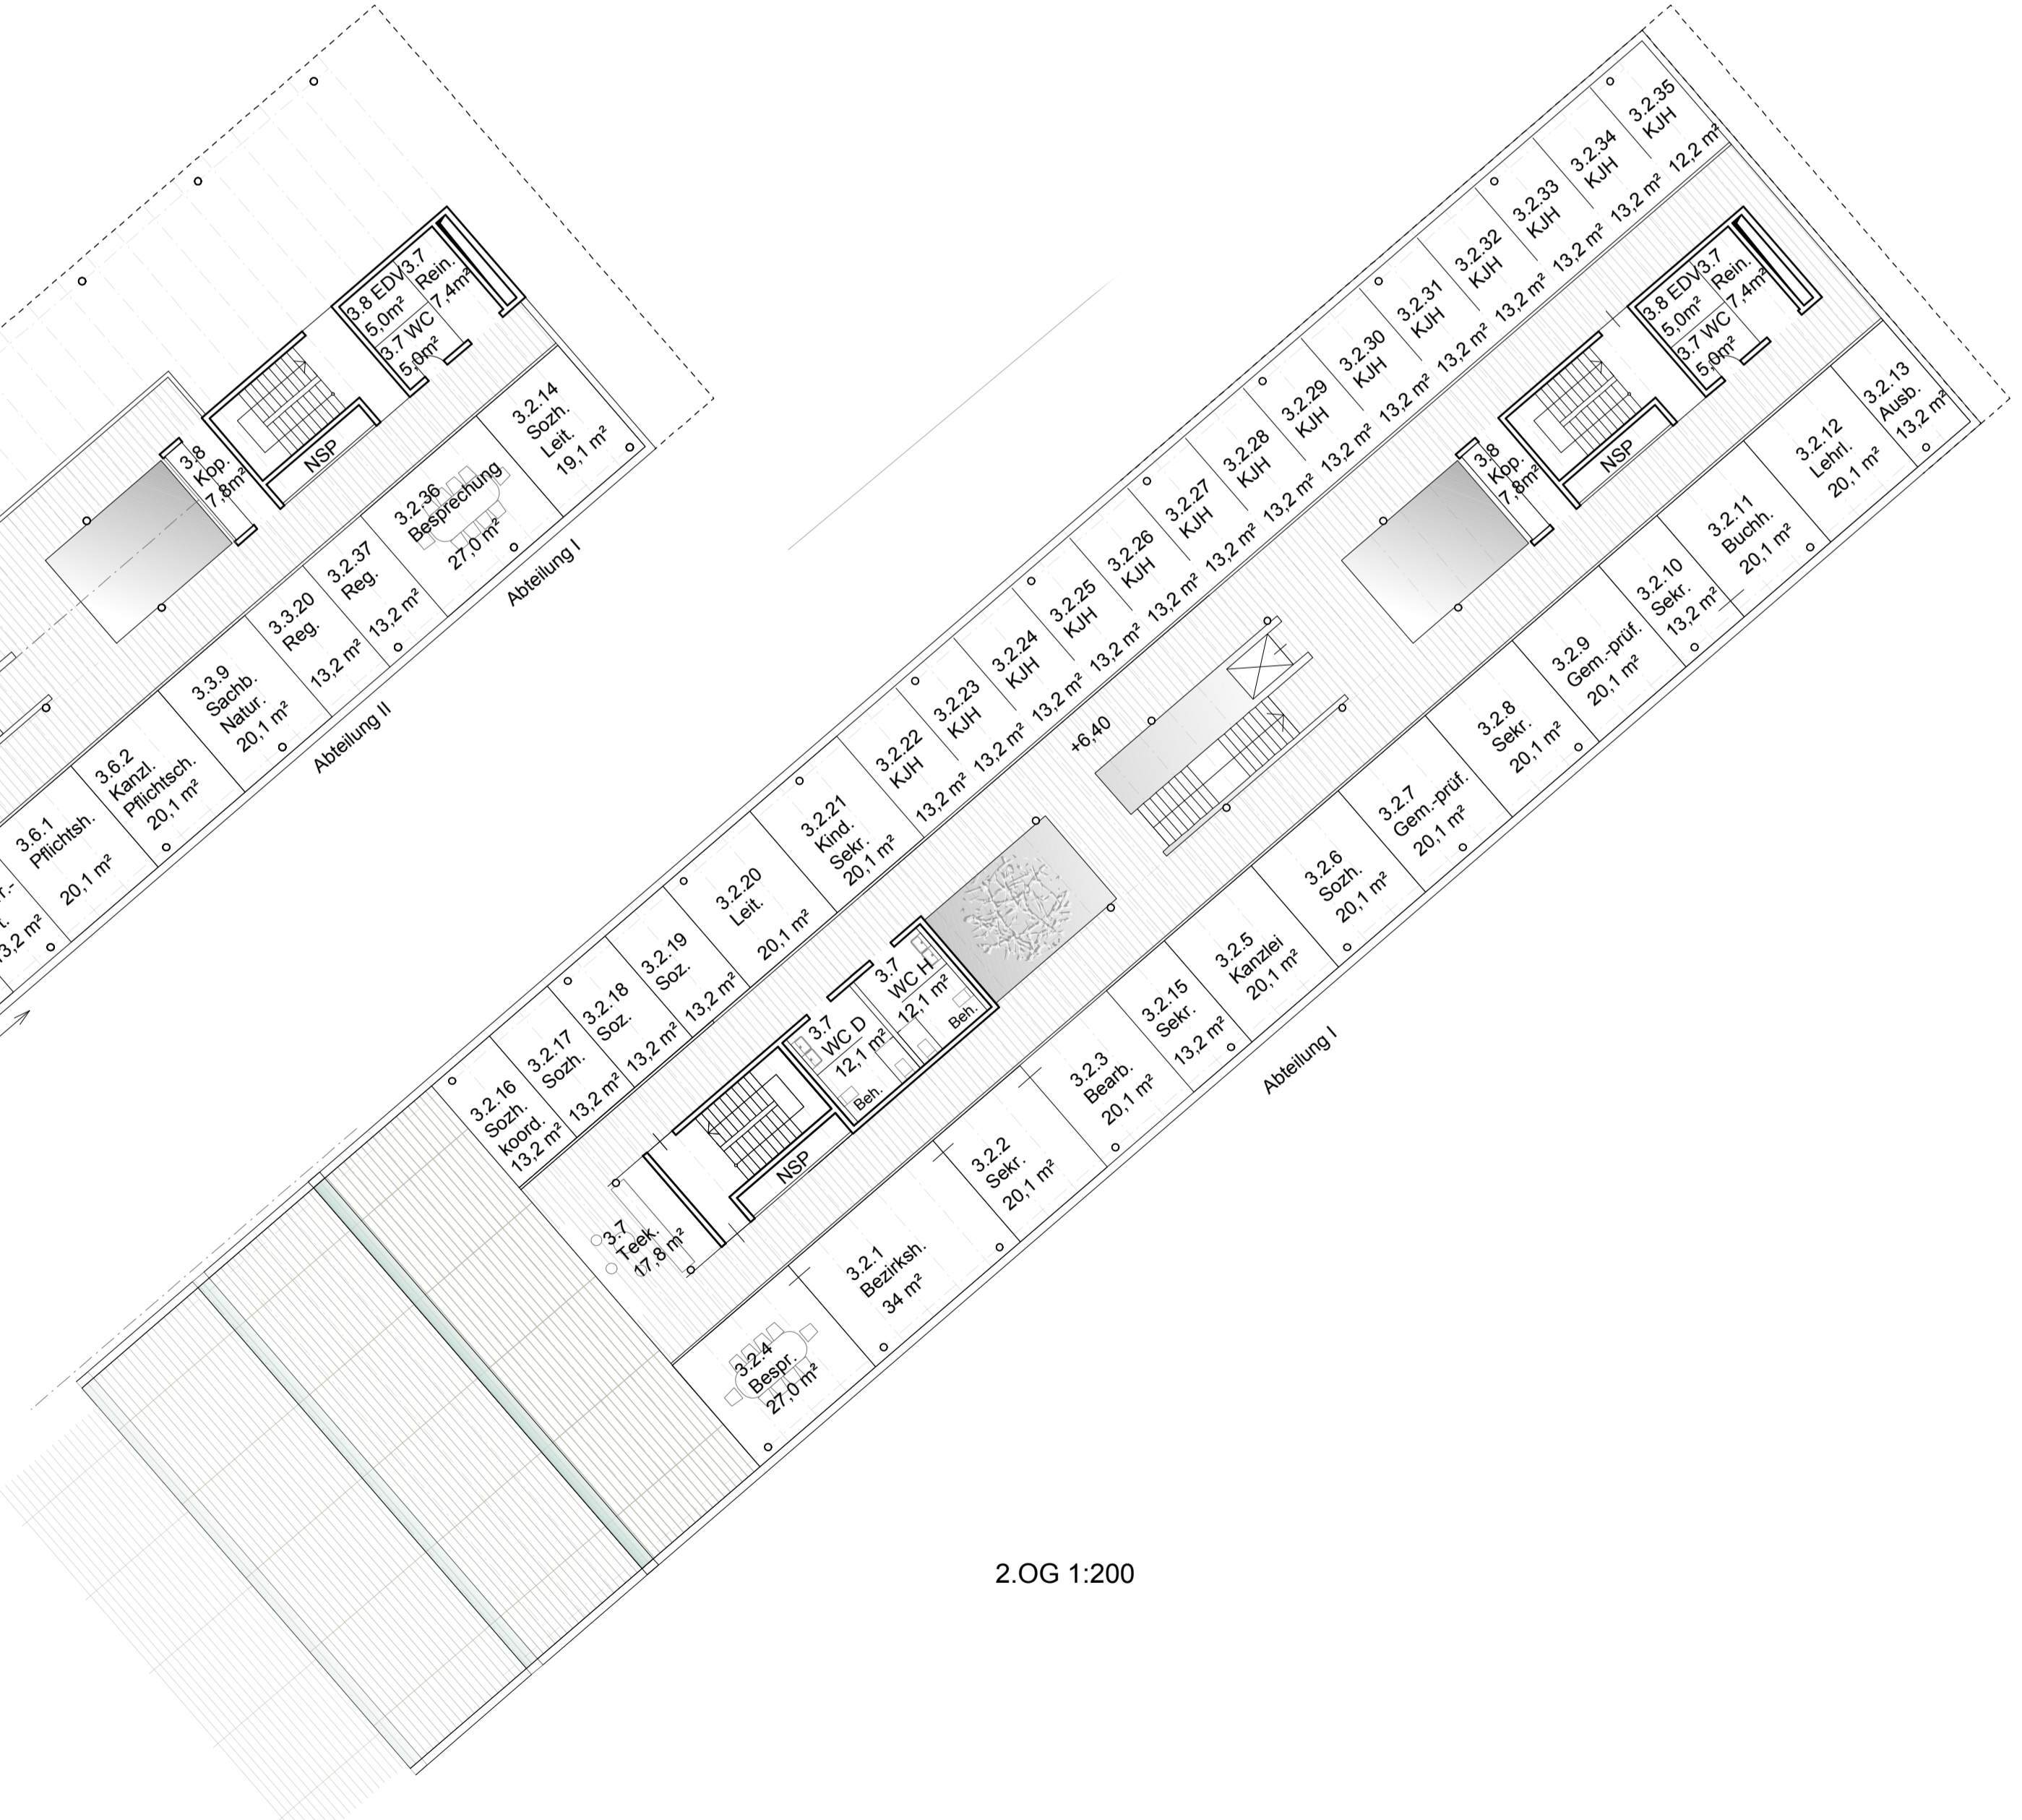 3.8 EDV
5,0m²
3.7
Rein.
7,4m²
3.7 WC
5,0m²
NSP
3.8
Kop.
7,8m²
3.2.14
Sozh.
Leit.
19,1 m²
3.2.36
Besprechung
27,0 m²
Abteilung I
3.2.37
Reg.
13,2 m²
3.3.20
Reg.
13,2 m²
3.3.9
Sachb.
Natur.
20,1 m²
Abteilung II
3.6.2
Kanzl.
Pflichtsch.
20,1 m²
3.6.1
Pflichtsh.
20,1 m²
3,2 m²
3.2.35
KJH
12,2 m²
3.2.34
KJH
13,2 m²
3.2.33
KJH
13,2 m²
3.2.32
KJH
13,2 m²
3.2.31
KJH
13,2 m²
3.2.30
KJH
13,2 m²
3.2.29
KJH
13,2 m²
3.2.28
KJH
13,2 m²
3.2.27
KJH
13,2 m²
3.2.26
KJH
13,2 m²
3.2.25
KJH
13,2 m²
3.2.24
KJH
13,2 m²
3.2.23
KJH
13,2 m²
3.2.22
KJH
13,2 m²
3.2.21
Kind.
Sekr.
20,1 m²
3.2.20
Leit.
20,1 m²
3.2.19
Soz.
13,2 m²
3.2.18
Soz.
13,2 m²
3.2.17
Sozh.
13,2 m²
3.2.16
Sozh.
koord.
13,2 m²
3.8 EDV
5,0m²
3.7
Rein.
7,4m²
3.7 WC
5,0m²
NSP
3.8
Kop.
7,8m²
+6,40
3.7
WC H
12,1 m²
Beh.
3.7
WC D
12,1 m²
Beh.
NSP
3.7
Teek.
17,8 m²
3.2.13
Ausb.
13,2 m²
3.2.12
Lehrl.
20,1 m²
3.2.11
Buchh.
20,1 m²
3.2.10
Sekr.
13,2 m²
3.2.9
Gem.-prüf.
20,1 m²
3.2.8
Sekr.
20,1 m²
3.2.7
Gem.-prüf.
20,1 m²
3.2.6
Sozh.
20,1 m²
3.2.5
Kanzlei
20,1 m²
3.2.15
Sekr.
13,2 m²
3.2.3
Bearb.
20,1 m²
3.2.2
Sekr.
20,1 m²
3.2.1
Bezirksh.
34 m²
3.2.4
Bespr.
27,0 m²
Abteilung I
2.OG 1:200